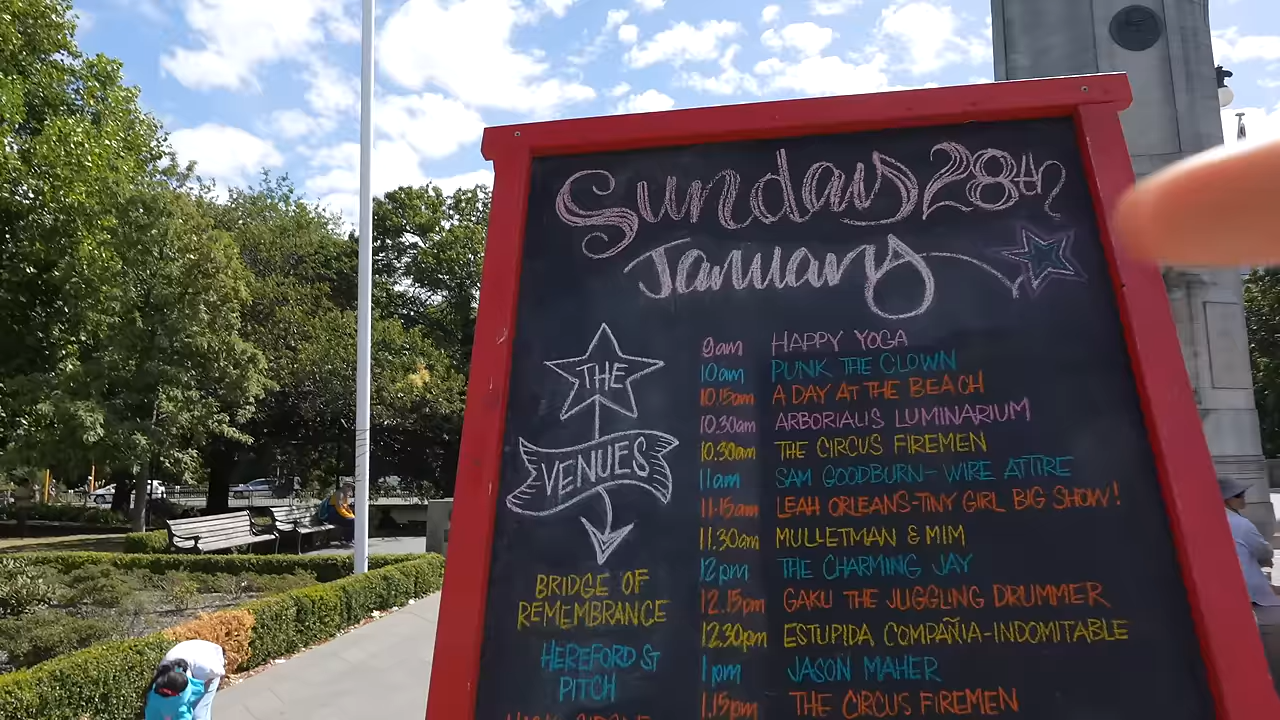 Sunday 28th
January
THE
VENUES
BRIDGE OF
REMEMBRANCE
HEREFORD ST
PITCH
9am HAPPY YOGA
10am PUNK THE CLOWN
10.15am A DAY AT THE BEACH
10.30am ARBORIALIS LUMINARIUM
10.30am THE CIRCUS FIREMEN
11am SAM GOODBURN-WIRE ATTIRE
11.15am LEAH ORLEANS-TINY GIRL BIG SHOW!
11.30am MULLETMAN & MIM
12pm THE CHARMING JAY
12.15pm GAKU THE JUGGLING DRUMMER
12.30pm ESTUPIDA COMPAÑIA-INDOMITABLE
1pm JASON MAHER
1.15pm THE CIRCUS FIREMEN